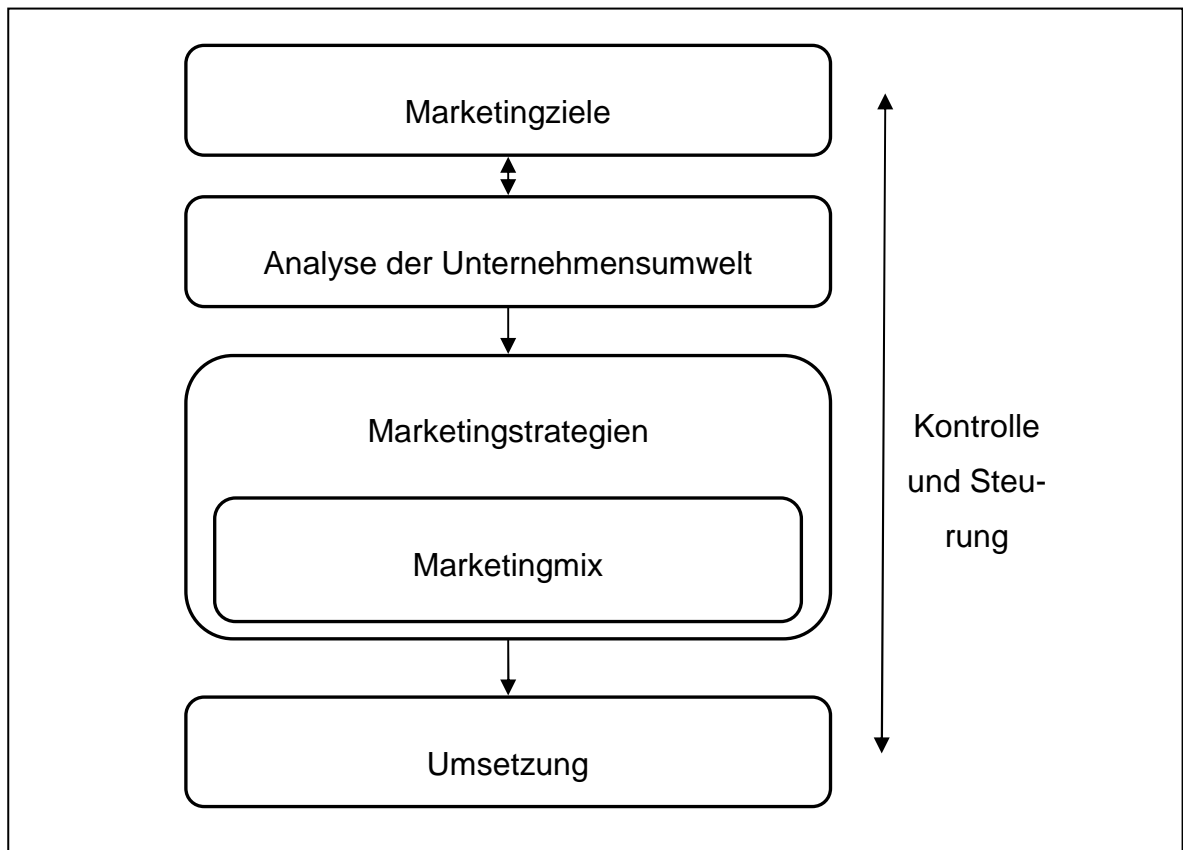 Marketingziele
Analyse der Unternehmensumwelt
Marketingstrategien
Marketingmix
Umsetzung
Kontrolle
und Steu-
rung